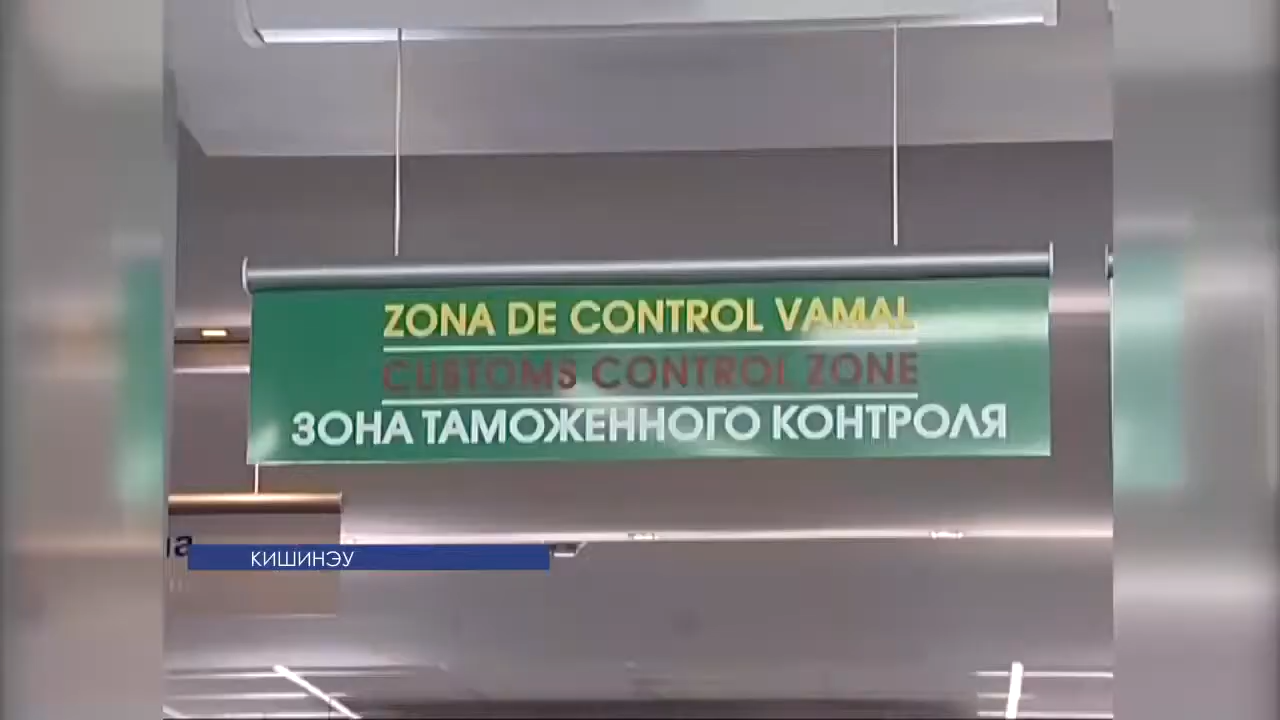 ZONA DE CONTROL VAMAL
CUSTOMS CONTROL ZONE
ЗОНА ТАМОЖЕННОГО КОНТРОЛЯ
КИШИНЭУ